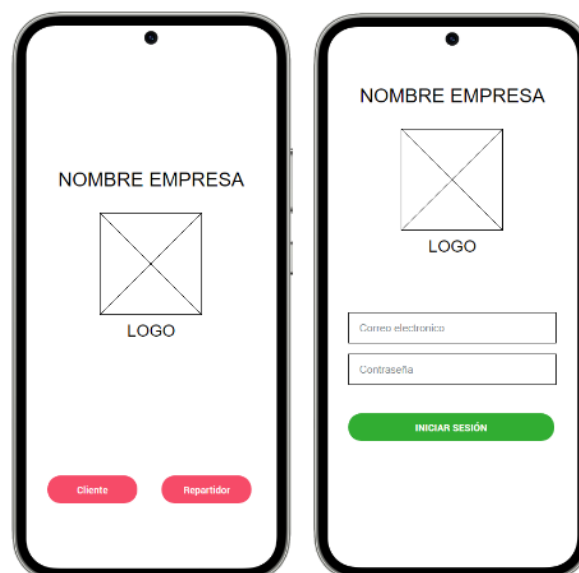 NOMBRE EMPRESA
LOGO
Cliente
Repartidor
NOMBRE EMPRESA
LOGO
Correo electronico
Contraseña
INICIAR SESIÓN